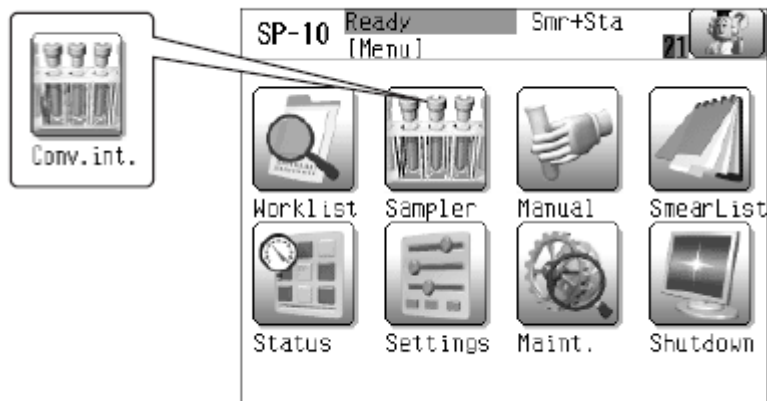 Conv.int.
SP-10 Ready Smr+Sta
[Menu] 21
Worklist Sampler Manual SmearList
Status Settings Maint. Shutdown